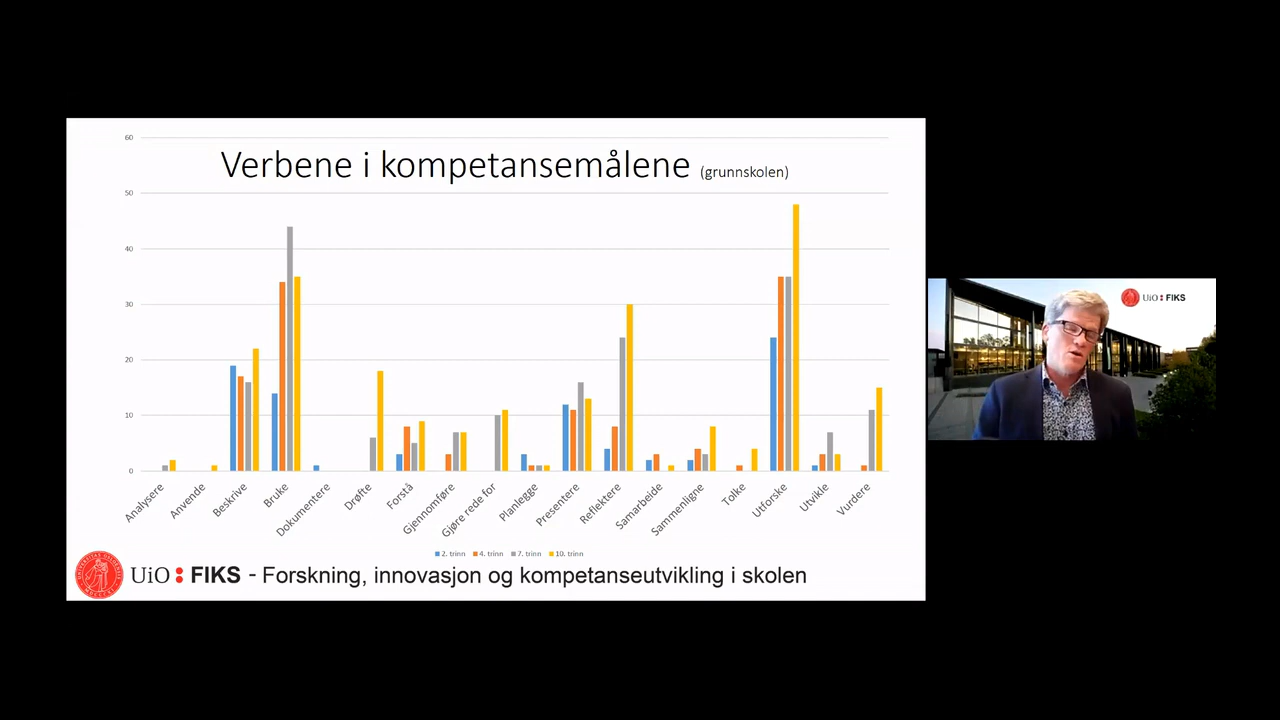 Verbene i kompetansemålene (grunnskolen)
60
50
40
30
20
10
0
Analysere
Anvende
Beskrive
Bruke
Dokumentere
Drøfte
Forstå
Gjennomføre
Gjøre rede for
Planlegge
Presentere
Reflektere
Samarbeide
Sammenligne
Tolke
Utforske
Utvikle
Vurdere
2. trinn 4. trinn 7. trinn 10. trinn
UiO : FIKS - Forskning, innovasjon og kompetanseutvikling i skolen
UiO : FIKS